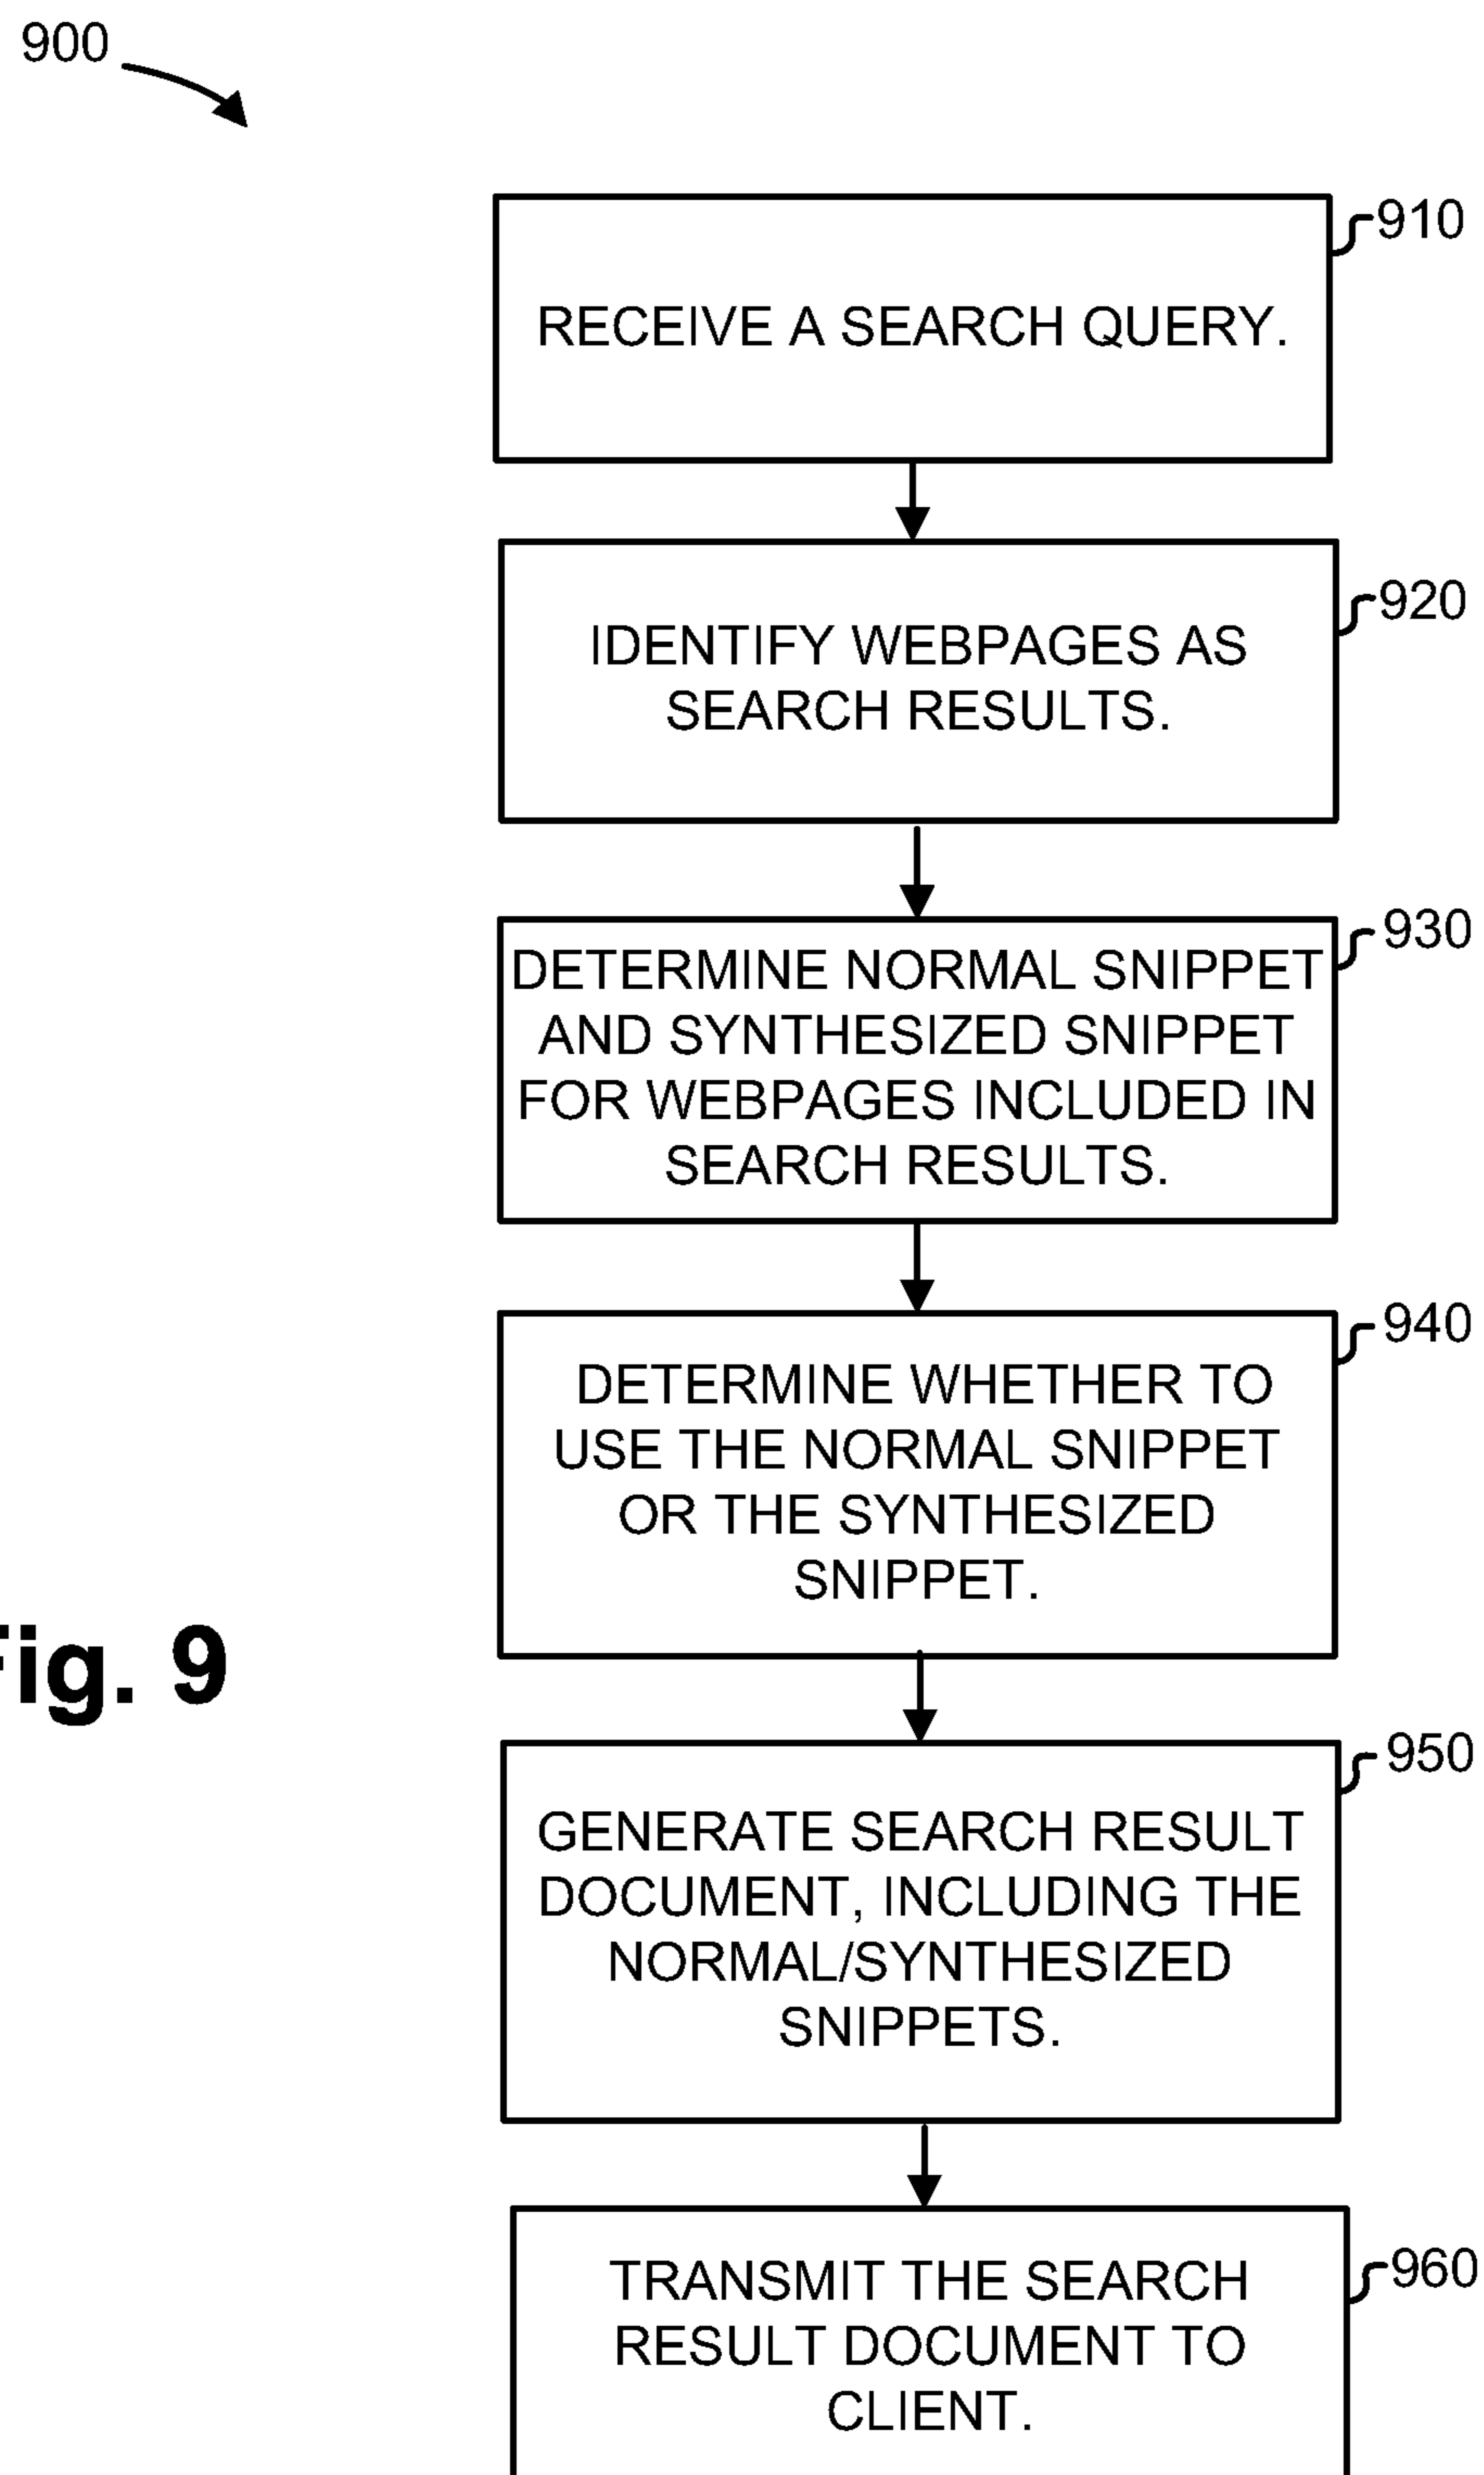 900
910
RECEIVE A SEARCH QUERY.
920
IDENTIFY WEBPAGES AS
SEARCH RESULTS.
930
DETERMINE NORMAL SNIPPET
AND SYNTHESIZED SNIPPET
FOR WEBPAGES INCLUDED IN
SEARCH RESULTS.
940
DETERMINE WHETHER TO
USE THE NORMAL SNIPPET
OR THE SYNTHESIZED
SNIPPET.
Fig. 9
950
GENERATE SEARCH RESULT
DOCUMENT, INCLUDING THE
NORMAL/SYNTHESIZED
SNIPPETS.
960
TRANSMIT THE SEARCH
RESULT DOCUMENT TO
CLIENT.